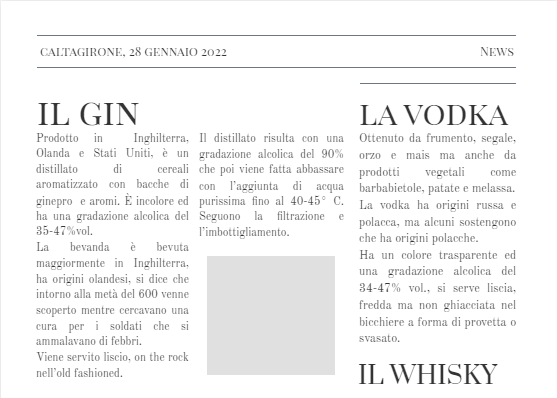 CALTAGIRONE, 28 GENNAIO 2022
NEWS
IL GIN
Prodotto in Inghilterra,
Olanda e Stati Uniti, è un
distillato di cereali
aromatizzato con bacche di
ginepro e aromi. È incolore ed
ha una gradazione alcolica del
35-47%vol.
La bevanda è bevuta
maggiormente in Inghilterra,
ha origini olandesi, si dice che
intorno alla metà del 600 venne
scoperto mentre cercavano una
cura per i soldati che si
ammalavano di febbri.
Viene servito liscio, on the rock
nell'old fashioned.
Il distillato risulta con una
gradazione alcolica del 90%
che poi viene fatta abbassare
con l'aggiunta di acqua
purissima fino al 40-45° C.
Seguono la filtrazione e
l'imbottigliamento.
LA VODKA
Ottenuto da frumento, segale,
orzo e mais ma anche da
prodotti vegetali come
barbabietole, patate e melassa.
La vodka ha origini russa e
polacca, ma alcuni sostengono
che ha origini polacche.
Ha un colore trasparente ed
una gradazione alcolica del
34-47% vol., si serve liscia,
fredda ma non ghiacciata nel
bicchiere a forma di provetta o
svasato.
IL WHISKY